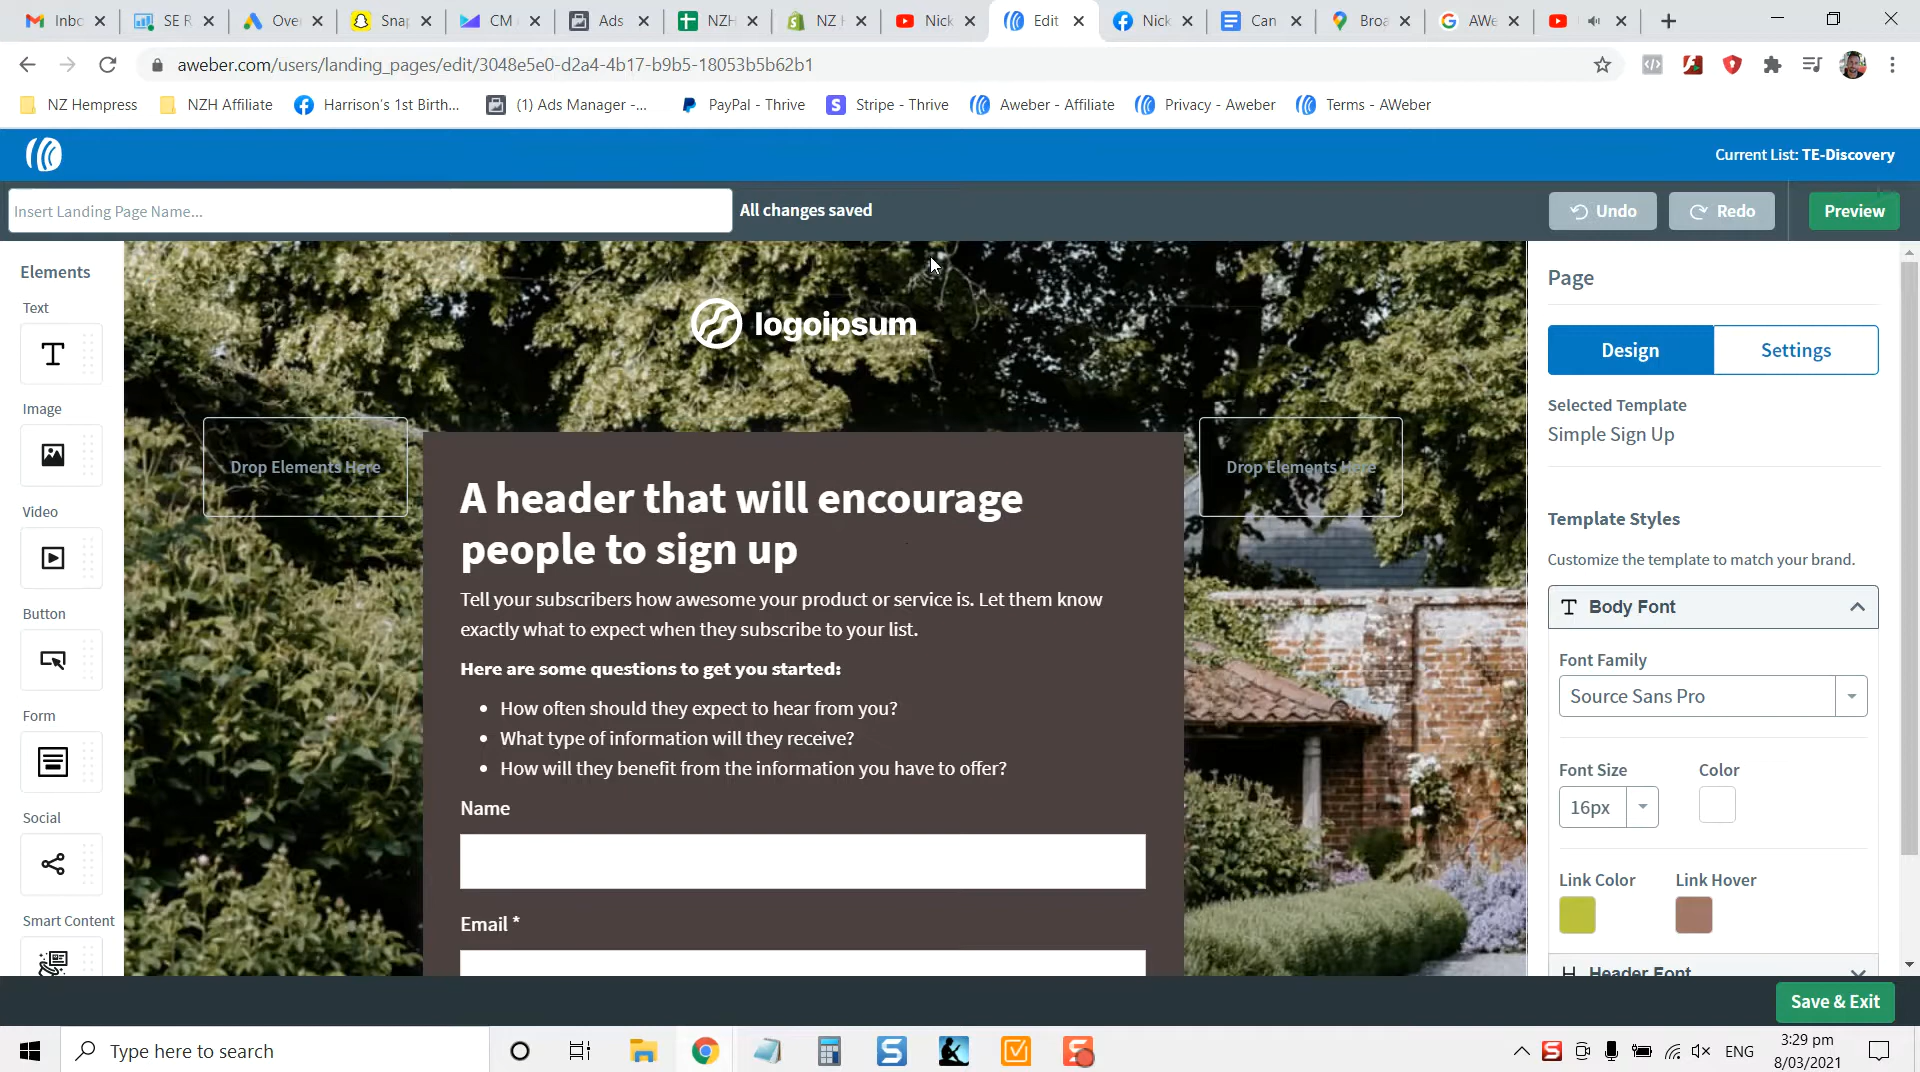 Inbc
SE R
Ove
Snap
CM
Ads
NZH
NZ H
Nick
Edit
Nick
Can
Broa
AWe
aweber.com/users/landing_pages/edit/3048e5e0-d2a4-4b17-b9b5-18053b5b62b1
NZ Hempress
NZH Affiliate
Harrison's 1st Birth...
(1) Ads Manager -...
PayPal - Thrive
Stripe - Thrive
Aweber - Affiliate
Privacy - Aweber
Terms - AWeber
Current List: TE-Discovery
Insert Landing Page Name...
All changes saved
Undo
Redo
Preview
Elements
Text
Image
Video
Button
Form
Social
Smart Content
logoipsum
Drop Elements Here
Drop Elements Here
A header that will encourage
people to sign up
Tell your subscribers how awesome your product or service is. Let them know
exactly what to expect when they subscribe to your list.
Here are some questions to get you started:
• How often should they expect to hear from you?
• What type of information will they receive?
• How will they benefit from the information you have to offer?
Name
Email *
Page
Design
Settings
Selected Template
Simple Sign Up
Template Styles
Customize the template to match your brand.
Body Font
Font Family
Source Sans Pro
Font Size
Color
16px
Link Color
Link Hover
Header Font
Save & Exit
Type here to search
ENG
3:29 pm
8/03/2021